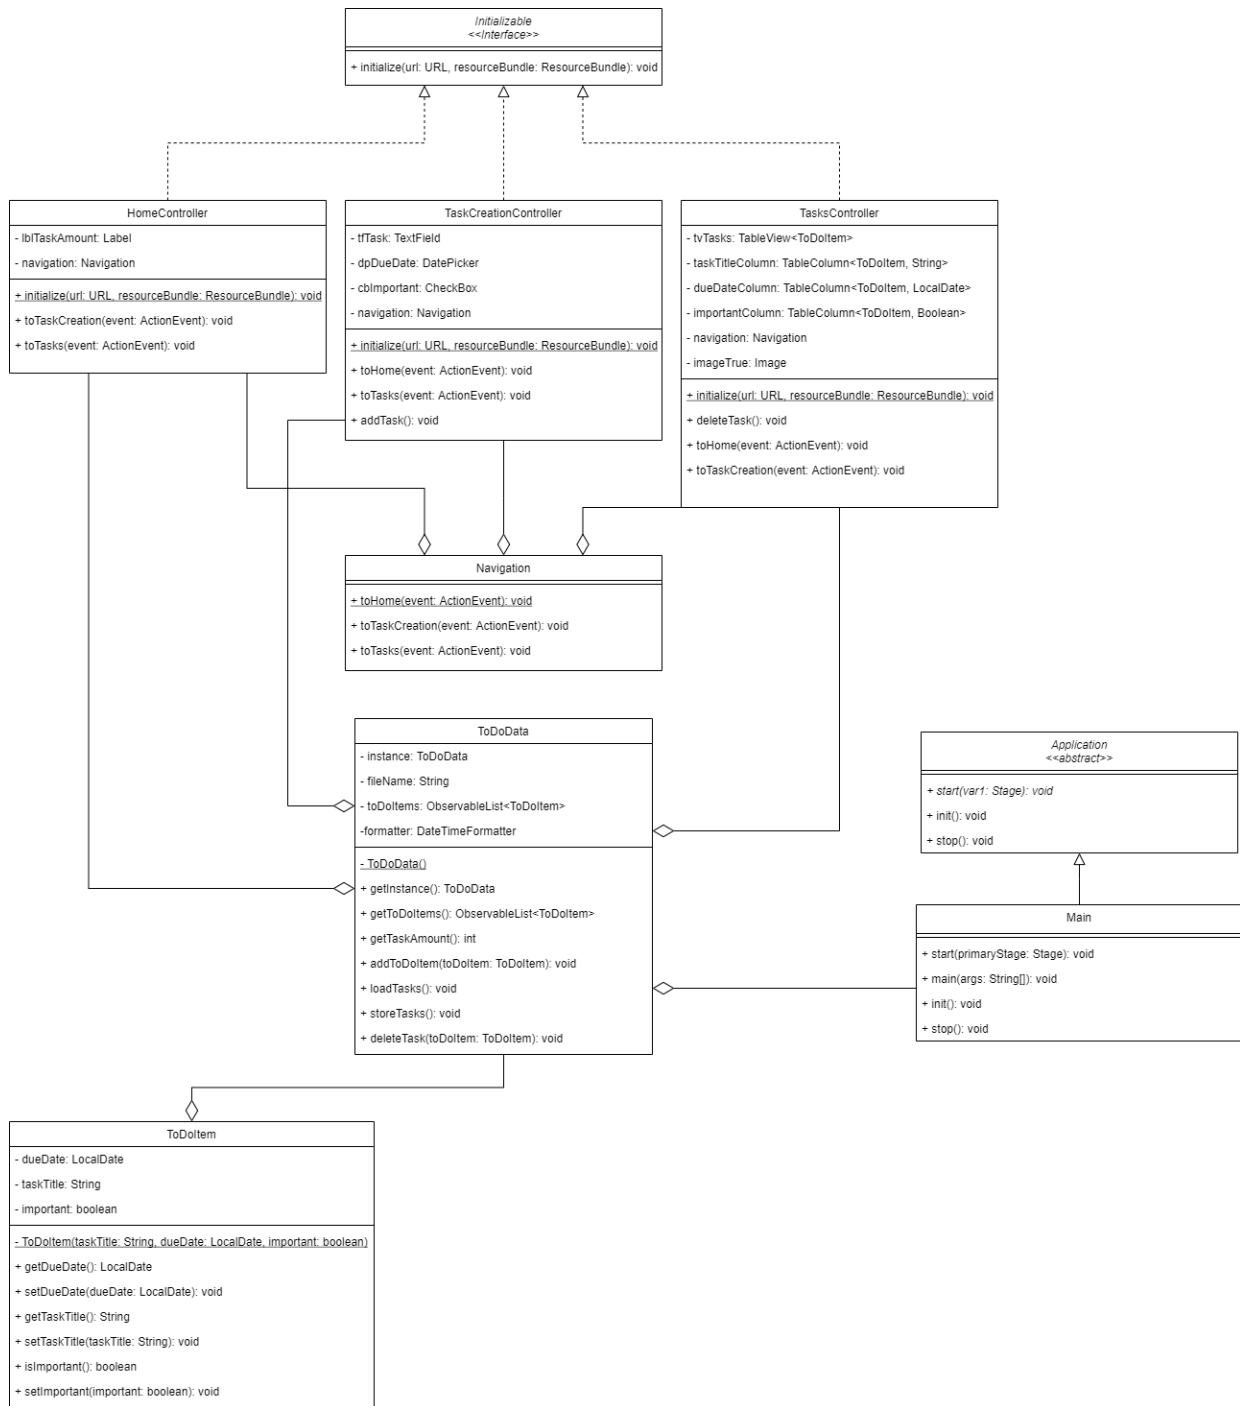 Initializable
<<Interface>>
+ initialize(url: URL, resourceBundle: ResourceBundle): void
HomeController
- lblTaskAmount: Label
- navigation: Navigation
+ initialize(url: URL, resourceBundle: ResourceBundle): void
+ toTaskCreation(event: ActionEvent): void
+ toTasks(event: ActionEvent): void
TaskCreationController
- tfTask: TextField
- dpDueDate: DatePicker
- cbImportant: CheckBox
- navigation: Navigation
+ initialize(url: URL, resourceBundle: ResourceBundle): void
+ toHome(event: ActionEvent): void
+ toTasks(event: ActionEvent): void
+ addTask(): void
TasksController
- tvTasks: TableView<ToDoItem>
- taskTitleColumn: TableColumn<ToDoItem, String>
- dueDateColumn: TableColumn<ToDoItem, LocalDate>
- importantColumn: TableColumn<ToDoItem, Boolean>
- navigation: Navigation
- imageTrue: Image
+ initialize(url: URL, resourceBundle: ResourceBundle): void
+ deleteTask(): void
+ toHome(event: ActionEvent): void
+ toTaskCreation(event: ActionEvent): void
Navigation
+ toHome(event: ActionEvent): void
+ toTaskCreation(event: ActionEvent): void
+ toTasks(event: ActionEvent): void
ToDoData
- instance: ToDoData
- fileName: String
- toDoItems: ObservableList<ToDoItem>
-formatter: DateTimeFormatter
- ToDoData()
+ getInstance(): ToDoData
+ getToDoItems(): ObservableList<ToDoItem>
+ getTaskAmount(): int
+ addToDoItem(toDoItem: ToDoItem): void
+ loadTasks(): void
+ storeTasks(): void
+ deleteTask(toDoItem: ToDoItem): void
Application
<<abstract>>
+ start(var1: Stage): void
+ init(): void
+ stop(): void
Main
+ start(primaryStage: Stage): void
+ main(args: String[]): void
+ init(): void
+ stop(): void
ToDoItem
- dueDate: LocalDate
- taskTitle: String
- important: boolean
- ToDoItem(taskTitle: String, dueDate: LocalDate, important: boolean)
+ getDueDate(): LocalDate
+ setDueDate(dueDate: LocalDate): void
+ getTaskTitle(): String
+ setTaskTitle(taskTitle: String): void
+ isImportant(): boolean
+ setImportant(important: boolean): void